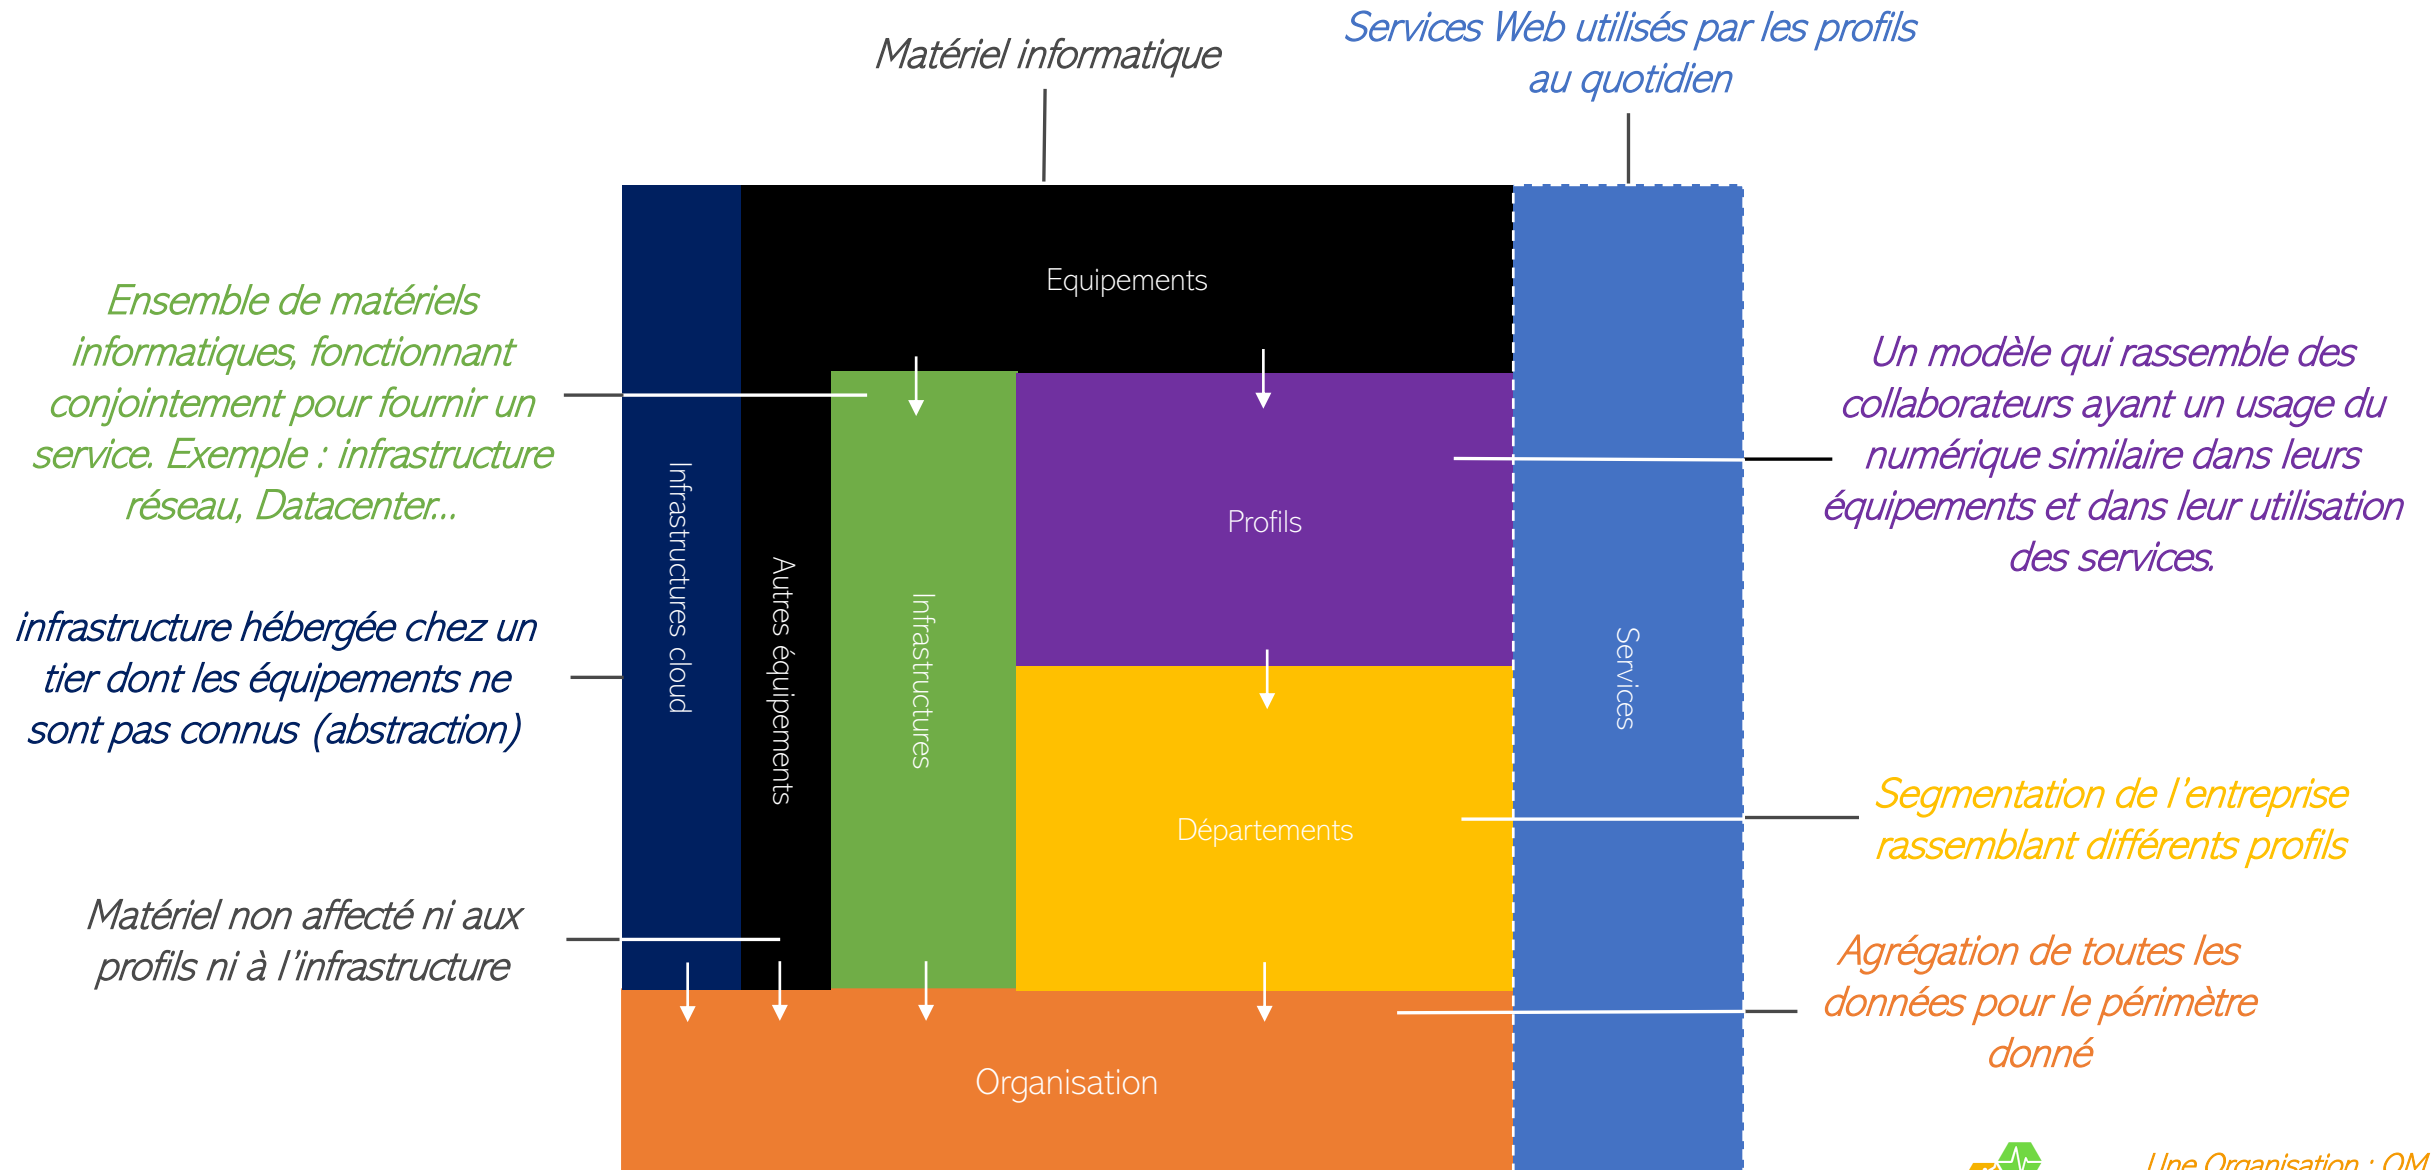 Services Web utilisés par les profils
au quotidien
Matériel informatique
Equipements
Ensemble de matériels
informatiques, fonctionnant
conjointement pour fournir un
service. Exemple : infrastructure
réseau, Datacenter...
Un modèle qui rassemble des
collaborateurs ayant un usage du
numérique similaire dans leurs
équipements et dans leur utilisation
des services.
Infrastructures cloud
Autres équipements
Infrastructures
Profils
Services
infrastructure hébergée chez un
tier dont les équipements ne
sont pas connus (abstraction)
Départements
Segmentation de l’entreprise
rassemblant différents profils
Matériel non affecté ni aux
profils ni à l’infrastructure
Agrégation de toutes les
données pour le périmètre
donné
Organisation
Une Organisation :